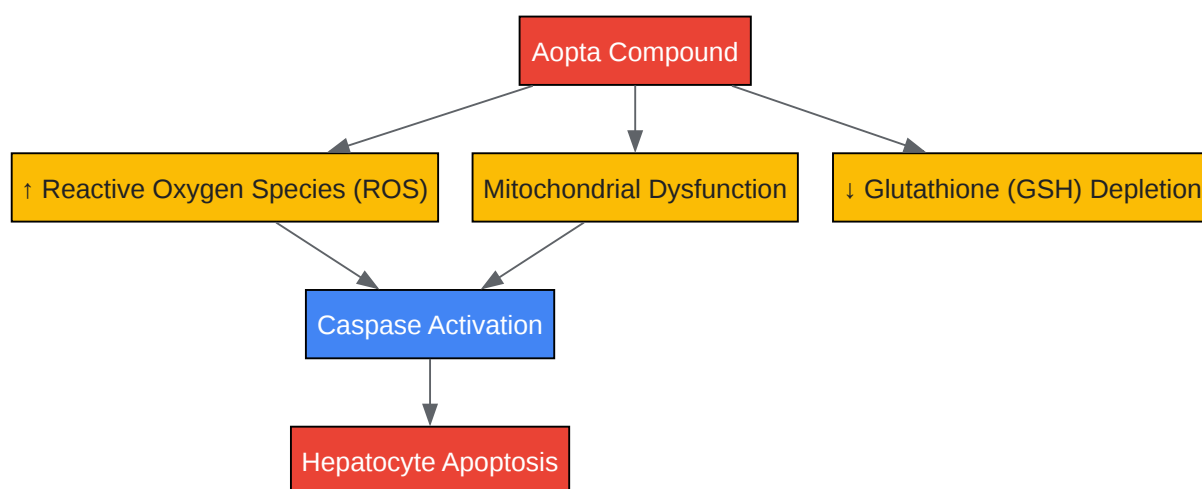 Aopta Compound
↑ Reactive Oxygen Species (ROS)
Mitochondrial Dysfunction
↓ Glutathione (GSH) Depletion
Caspase Activation
Hepatocyte Apoptosis